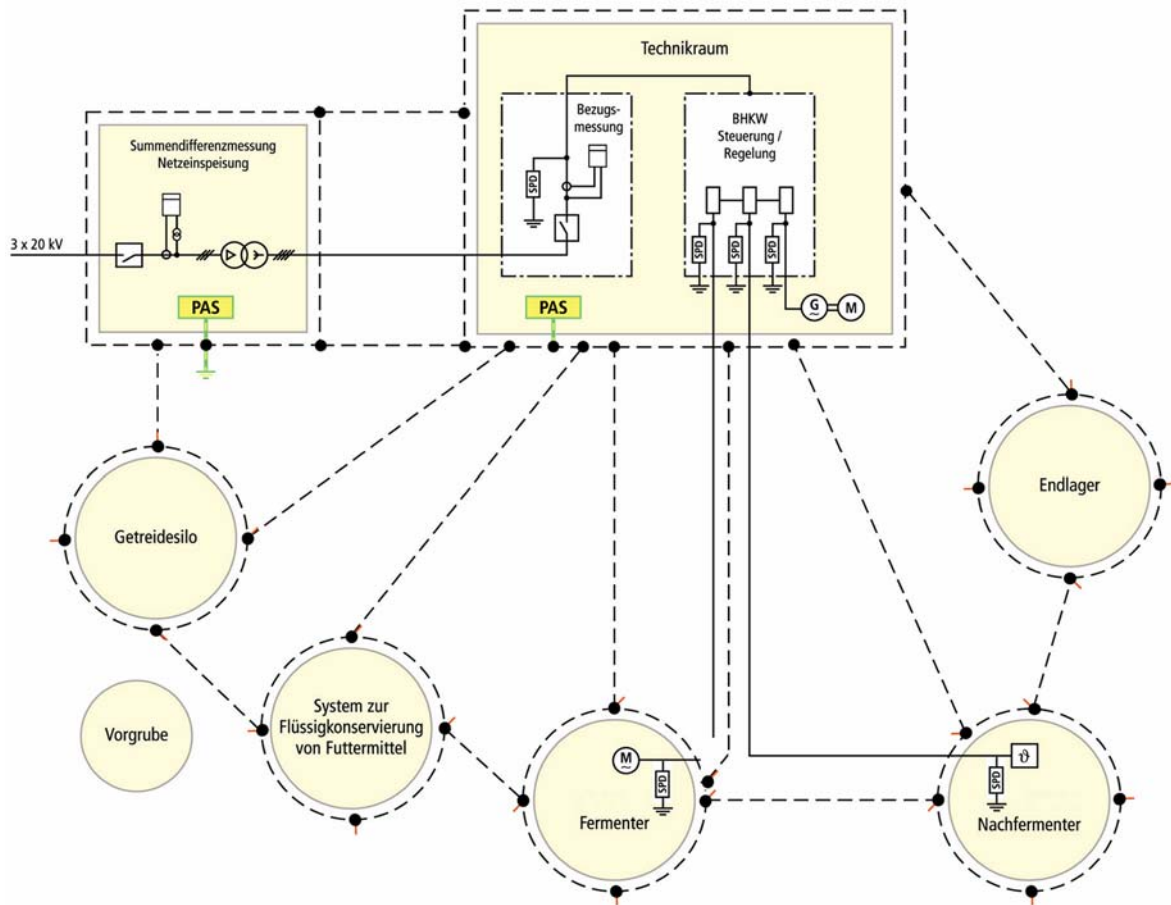 Technikraum
Bezugs-
messung
BHKW
Steuerung /
Regelung
Summendifferenzmessung
Netzeinspeisung
SPD
3 x 20 kV
SPD
SPD
SPD
PAS
PAS
G
~
M
Getreidesilo
Endlager
Vorgrube
System zur
Flüssigkonservierung
von Futtermittel
M
~
SPD
Fermenter
ϑ
SPD
Nachfermenter